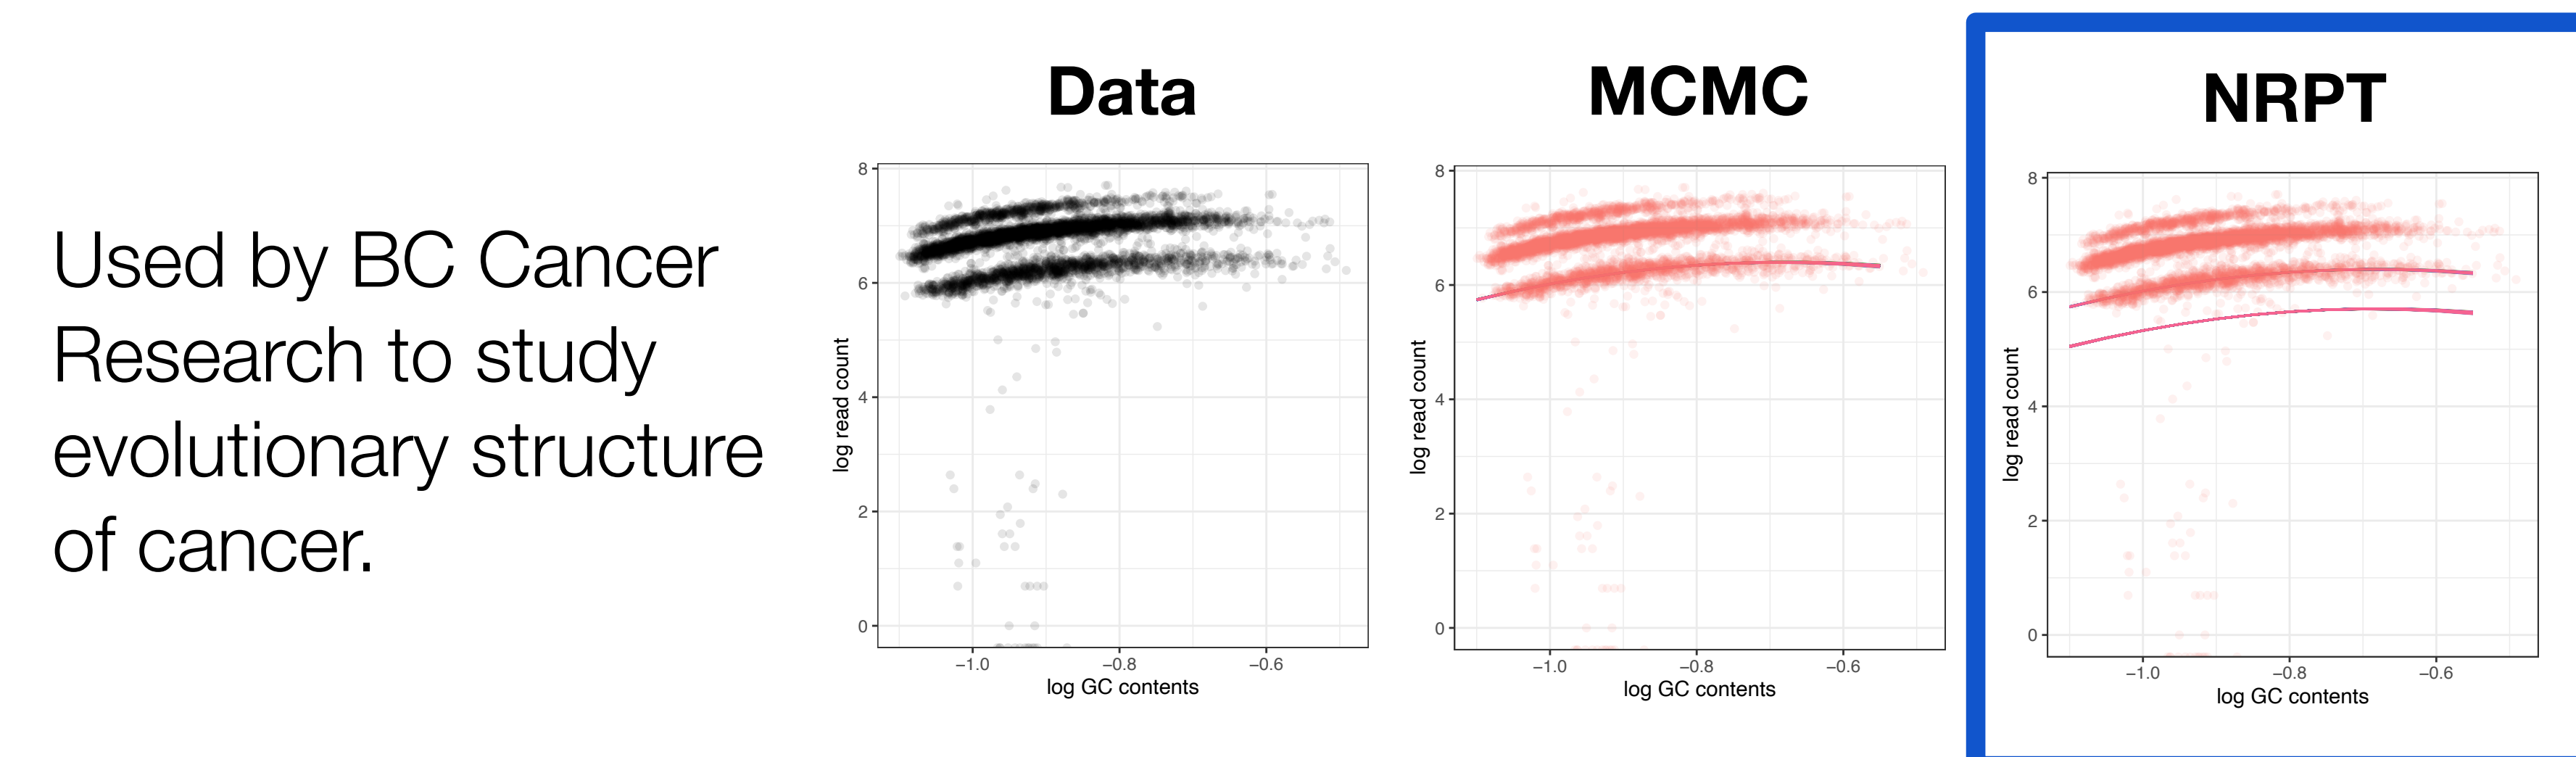 Used by BC Cancer
Research to study
evolutionary structure
of cancer.
Data
8
6
4
2
0
log read count
−1.0
−0.8
−0.6
log GC contents
MCMC
8
6
4
2
0
log read count
−1.0
−0.8
−0.6
log GC contents
NRPT
8
6
4
2
0
log read count
−1.0
−0.8
−0.6
log GC contents